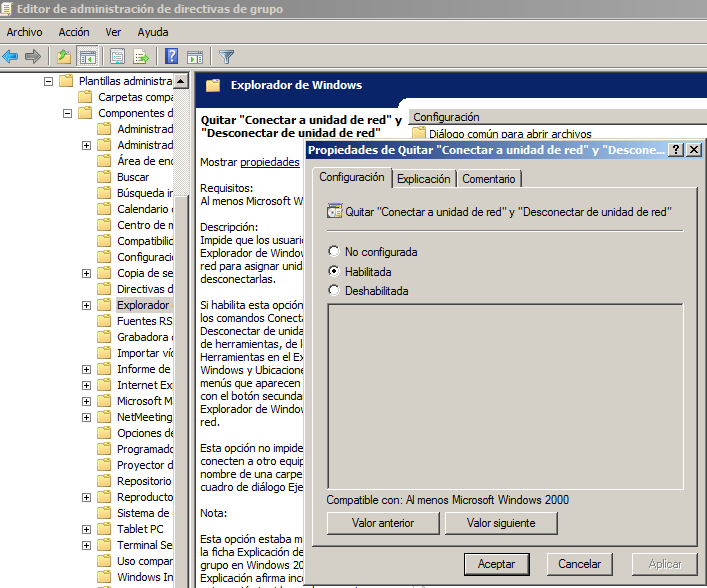 Editor de administración de directivas de grupo
Archivo Acción Ver Ayuda
Plantillas administra
Carpetas compa
Componentes d
Administrad
Administrad
Área de enc
Buscar
Búsqueda in
Calendario
Centro de m
Compatibilid
Configuraci
Copia de se
Directivas d
Explorador
Fuentes RS
Grabadora
Importar víd
Informe de
Internet Exp
Microsoft M
NetMeeting
Opciones de
Programado
Proyector d
Repositorio
Reproducto
Sistema de
Tablet PC
Terminal Se
Uso compar
Windows In
Explorador de Windows
Quitar "Conectar a unidad de red" y
"Desconectar de unidad de red"
Mostrar propiedades
Requisitos:
Al menos Microsoft W
Descripción:
Impide que los usuari
Explorador de Window
red para asignar unid
desconectarlas.
Si habilita esta opción
los comandos Conecta
Desconectar de unida
de herramientas, de l
Herramientas en el Ex
Windows y Ubicacione
menús que aparecen
con el botón secunda
Explorador de Window
red.
Esta opción no impide
conecten a otro equip
nombre de una carpe
cuadro de diálogo Eje
Nota:
Esta opción estaba m
la ficha Explicación de
grupo en Windows 20
Explicación afirma inc
Configuración
Diálogo común para abrir archivos
Propiedades de Quitar "Conectar a unidad de red" y "Descone...
Configuración Explicación Comentario
Quitar "Conectar a unidad de red" y "Desconectar de unidad de red"
No configurada
Habilitada
Deshabilitada
Compatible con: Al menos Microsoft Windows 2000
Valor anterior Valor siguiente
Aceptar Cancelar Aplicar